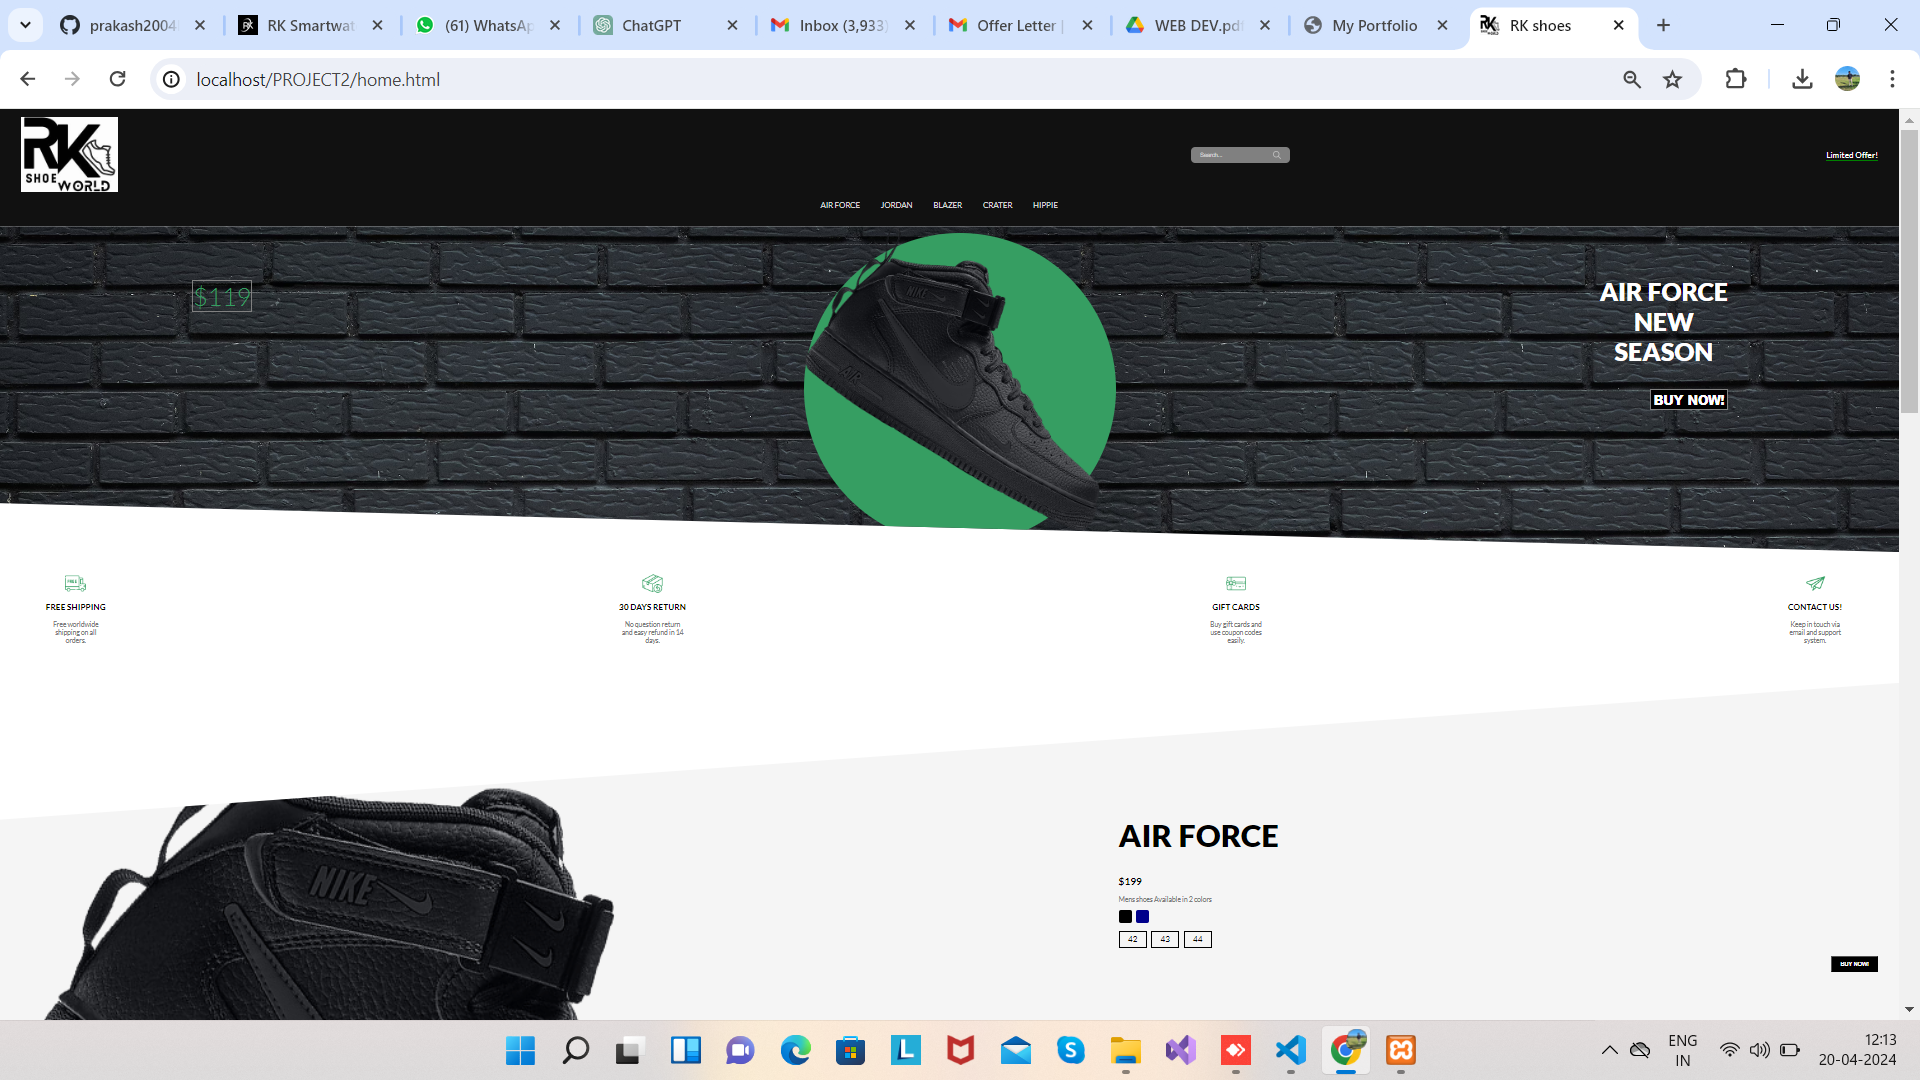 prakash2004
RK Smartwat
(61) WhatsAp
ChatGPT
Inbox (3,933)
Offer Letter |
WEB DEV.pdf
My Portfolio
RK shoes
localhost/PROJECT2/home.html
RK
SHOE
WORLD
Search...
Limited Offer!
AIR FORCE
JORDAN
BLAZER
CRATER
HIPPIE
$119
NIKE
AIR
AIR FORCE
NEW
SEASON
BUY NOW!
FREE
FREE SHIPPING
Free worldwide
shipping on all
orders.
30 DAYS RETURN
No question return
and easy refund in 14
days.
GIFT CARDS
Buy gift cards and
use coupon codes
easily.
CONTACT US!
Keep in touch via
email and support
system.
NIKE
AIR FORCE
$199
Mens shoes Available in 2 colors
42
43
44
BUY NOW!
L
S
ENG
IN
12:13
20-04-2024